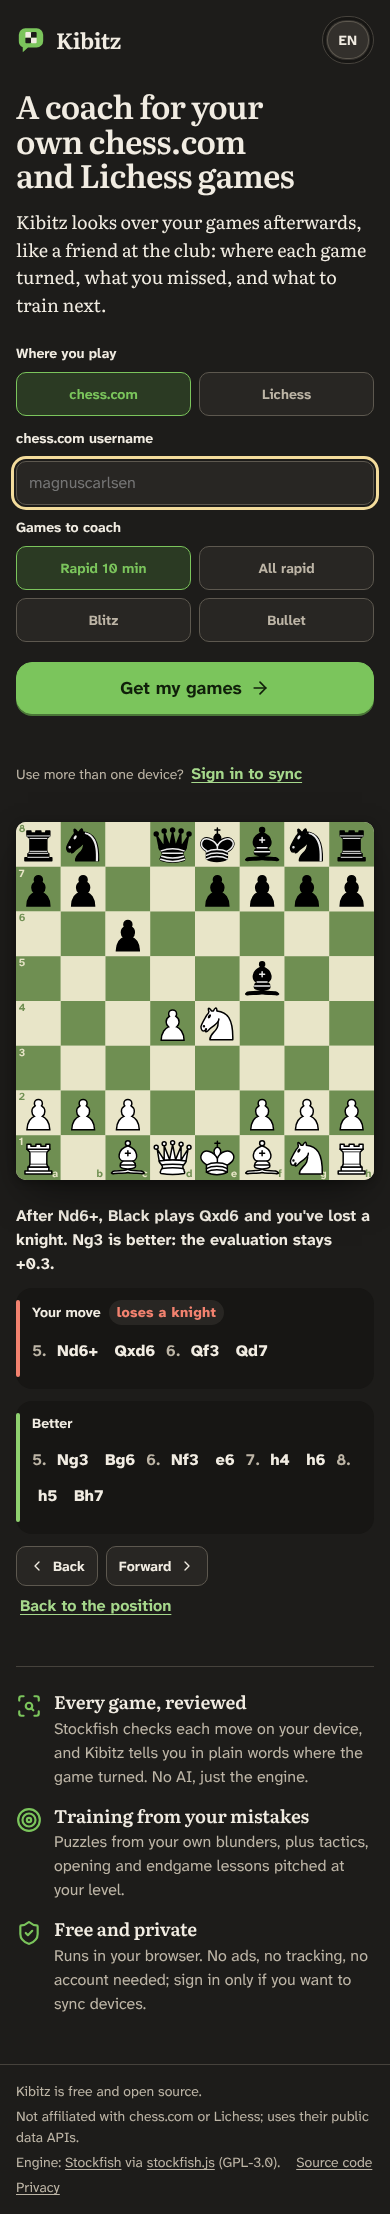 Kibitz
EN
A coach for your
own chess.com
and Lichess games
Kibitz looks over your games afterwards,
like a friend at the club: where each game
turned, what you missed, and what to
train next.
Where you play
chess.com
Lichess
chess.com username
magnuscarlsen
Games to coach
Rapid 10 min
All rapid
Blitz
Bullet
Get my games
Use more than one device? Sign in to sync
8
7
6
5
4
3
2
1
a
b
c
d
e
f
g
h
After Nd6+, Black plays Qxd6 and you've lost a
knight. Ng3 is better: the evaluation stays
+0.3.
Your move loses a knight
5. Nd6+ Qxd6 6. Qf3 Qd7
Better
5. Ng3 Bg6 6. Nf3 e6 7. h4 h6 8.
h5 Bh7
Back
Forward
Back to the position
Every game, reviewed
Stockfish checks each move on your device,
and Kibitz tells you in plain words where the
game turned. No AI, just the engine.
Training from your mistakes
Puzzles from your own blunders, plus tactics,
opening and endgame lessons pitched at
your level.
Free and private
Runs in your browser. No ads, no tracking, no
account needed; sign in only if you want to
sync devices.
Kibitz is free and open source.
Not affiliated with chess.com or Lichess; uses their public
data APIs.
Engine: Stockfish via stockfish.js (GPL-3.0). Source code
Privacy